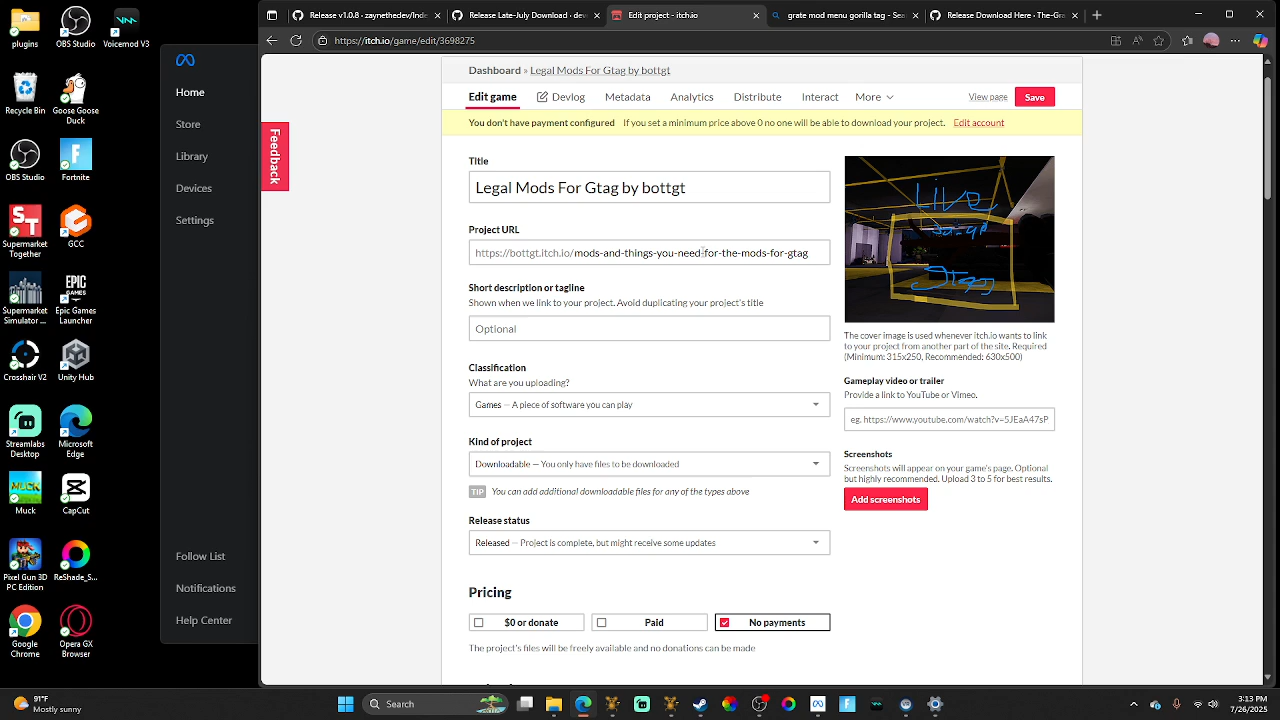 plugins
OBS Studio
Voicemod V3
Recycle Bin
Goose Goose
Duck
OBS Studio
Fortnite
Supermarket
Together
GCC
Supermarket
Simulator ...
Epic Games
Launcher
Crosshair V2
Unity Hub
Streamlabs
Desktop
Microsoft
Edge
Muck
CapCut
Pixel Gun 3D
PC Edition
ReShade_S...
Google
Chrome
Opera GX
Browser
Home
Store
Library
Devices
Settings
Follow List
Notifications
Help Center
Release v1.0.8 · zaynethedev/Inde
Release Late-July Download · dev
Edit project - itch.io
grate mod menu gorilla tag - Sea
Release Download Here · The-Gra
https://itch.io/game/edit/3698275
Feedback
Dashboard » Legal Mods For Gtag by bottgt
Edit game
Devlog
Metadata
Analytics
Distribute
Interact
More
View page
Save
You don't have payment configured If you set a minimum price above 0 no one will be able to download your project. Edit account
Title
Legal Mods For Gtag by bottgt
Project URL
https://bottgt.itch.io/mods-and-things-you-need-for-the-mods-for-gtag
Short description or tagline
Shown when we link to your project. Avoid duplicating your project's title
Optional
Classification
What are you uploading?
Games — A piece of software you can play
Kind of project
Downloadable — You only have files to be downloaded
TIP You can add additional downloadable files for any of the types above
Release status
Released — Project is complete, but might receive some updates
Pricing
$0 or donate
Paid
No payments
The project's files will be freely available and no donations can be made
Live
Gtag
The cover image is used whenever itch.io wants to link
to your project from another part of the site. Required
(Minimum: 315x250, Recommended: 630x500)
Gameplay video or trailer
Provide a link to YouTube or Vimeo.
eg. https://www.youtube.com/watch?v=5JEaA47sP
Screenshots
Screenshots will appear on your game's page. Optional
but highly recommended. Upload 3 to 5 for best results.
Add screenshots
91°F
Mostly sunny
Search
3:13 PM
7/26/2025